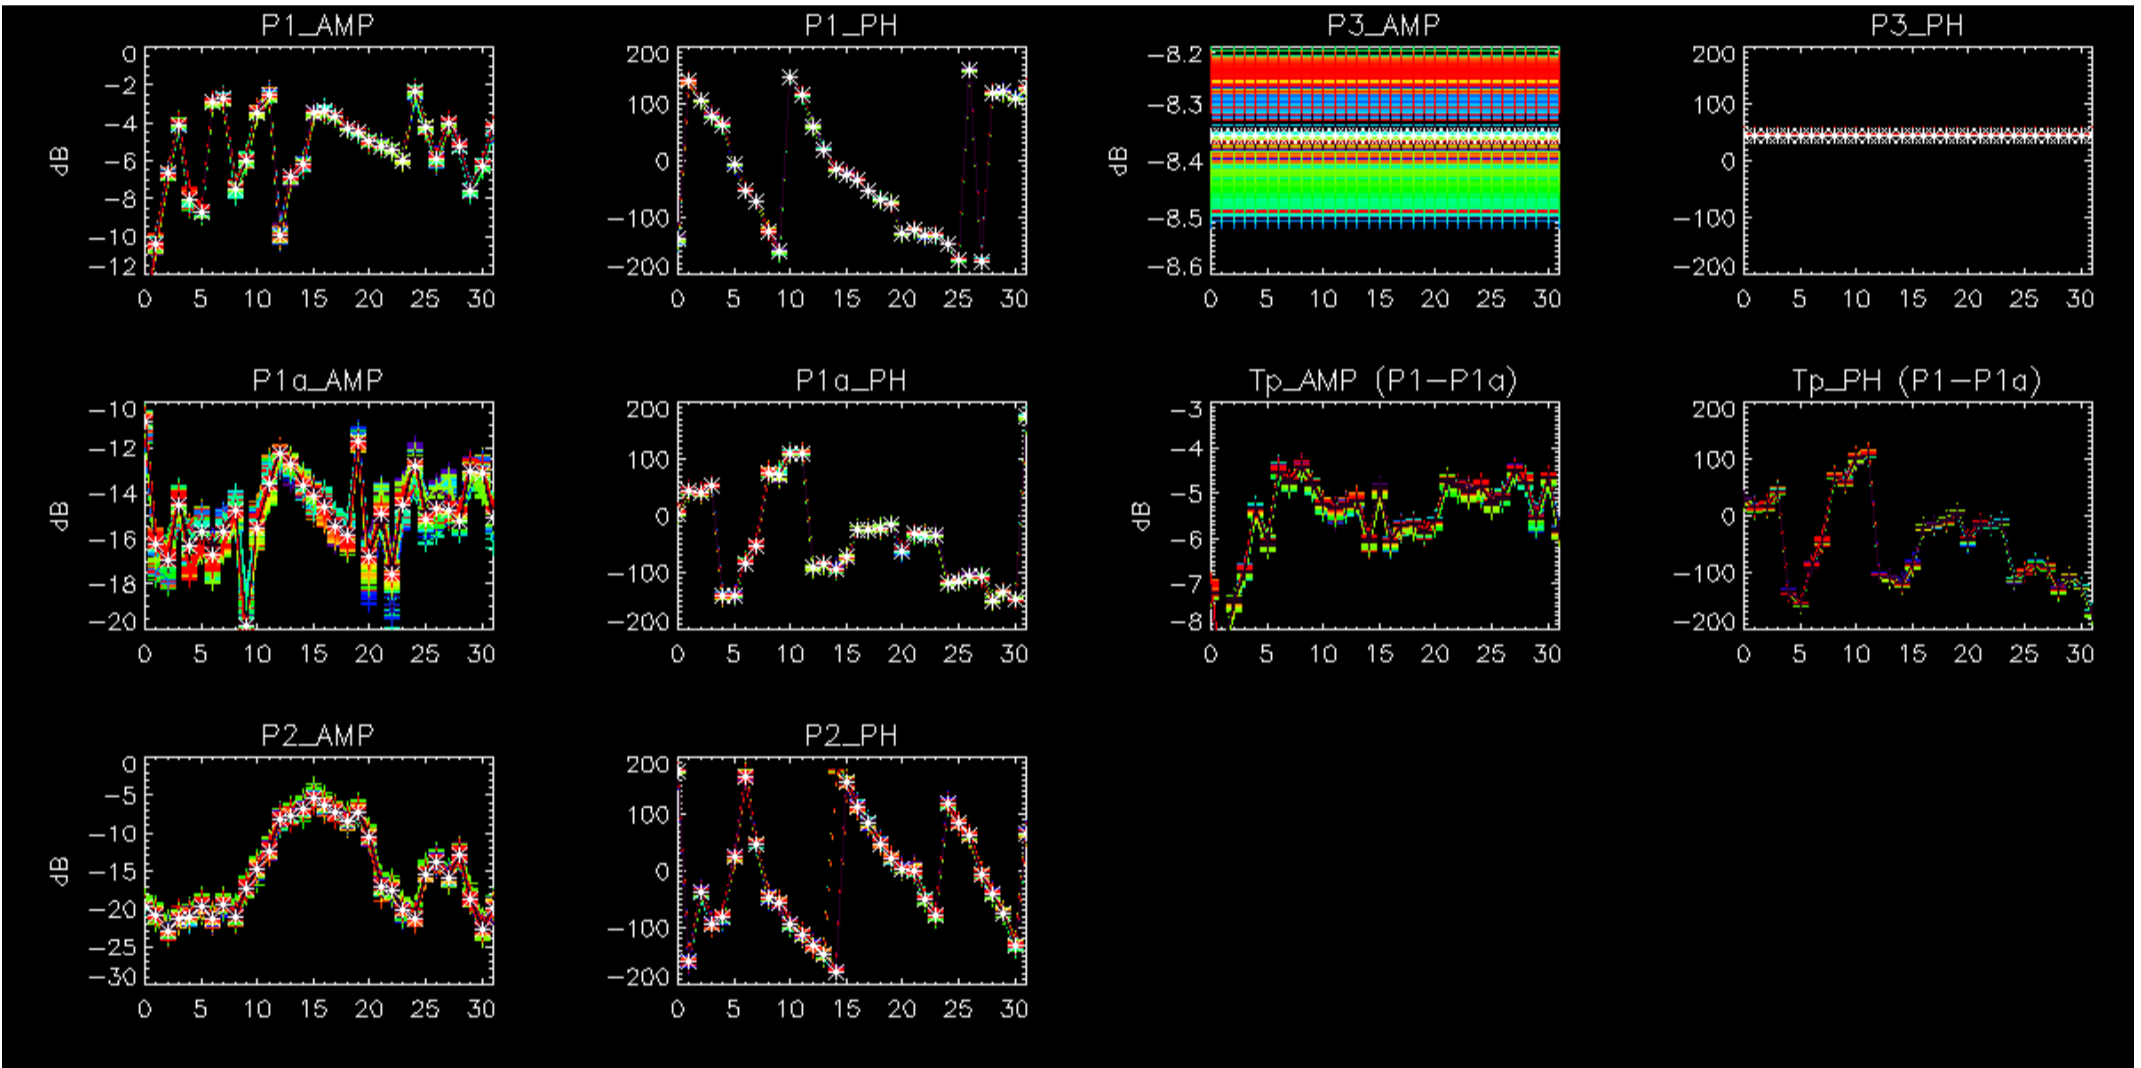 P1_AMP
0
−2
−4
−6
−8
−10
−12
dB
0 5 10 15 20 25 30
P1_PH
200
100
0
−100
−200
0 5 10 15 20 25 30
P3_AMP
−8.2
−8.3
−8.4
−8.5
−8.6
dB
0 5 10 15 20 25 30
P3_PH
200
100
0
−100
−200
0 5 10 15 20 25 30
P1a_AMP
−10
−12
−14
−16
−18
−20
dB
0 5 10 15 20 25 30
P1a_PH
200
100
0
−100
−200
0 5 10 15 20 25 30
Tp_AMP (P1−P1a)
−3
−4
−5
−6
−7
−8
dB
0 5 10 15 20 25 30
Tp_PH (P1−P1a)
200
100
0
−100
−200
0 5 10 15 20 25 30
P2_AMP
0
−5
−10
−15
−20
−25
−30
dB
0 5 10 15 20 25 30
P2_PH
200
100
0
−100
−200
0 5 10 15 20 25 30